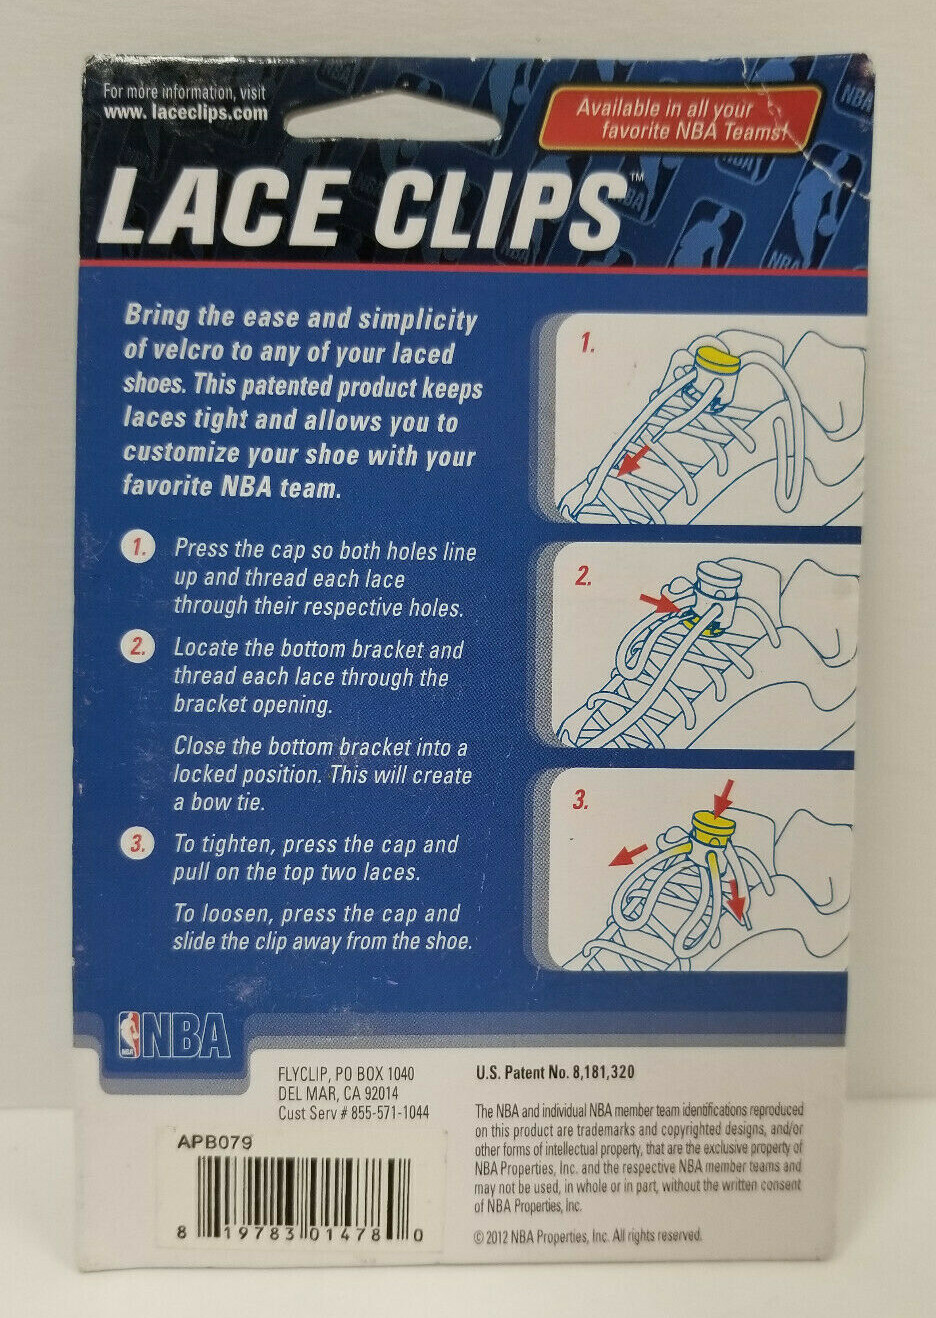 For more information, visit
www. laceclips.com
Available in all your
favorite NBA Teams!
LACE CLIPS™
Bring the ease and simplicity
of velcro to any of your laced
shoes. This patented product keeps
laces tight and allows you to
customize your shoe with your
favorite NBA team.
1. Press the cap so both holes line
up and thread each lace
through their respective holes.
2. Locate the bottom bracket and
thread each lace through the
bracket opening.
Close the bottom bracket into a
locked position. This will create
a bow tie.
3. To tighten, press the cap and
pull on the top two laces.
To loosen, press the cap and
slide the clip away from the shoe.
1.
2.
3.
NBA
FLYCLIP, PO BOX 1040
DEL MAR, CA 92014
Cust Serv # 855-571-1044
APB079
8 19783 01478 0
U.S. Patent No. 8,181,320
The NBA and individual NBA member team identifications reproduced
on this product are trademarks and copyrighted designs, and/or
other forms of intellectual property, that are the exclusive property of
NBA Properties, Inc. and the respective NBA member teams and
may not be used, in whole or in part, without the written consent
of NBA Properties, Inc.
© 2012 NBA Properties, Inc. All rights reserved.